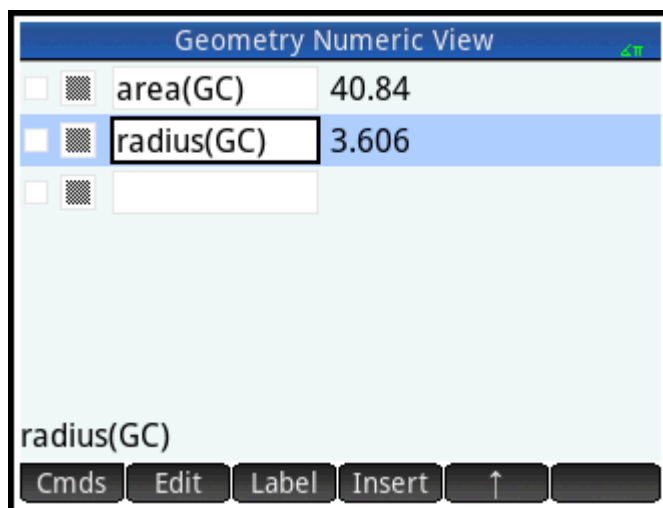 Geometry Numeric View
∡π
area(GC) 40.84
radius(GC) 3.606
radius(GC)
Cmds Edit Label Insert ↑